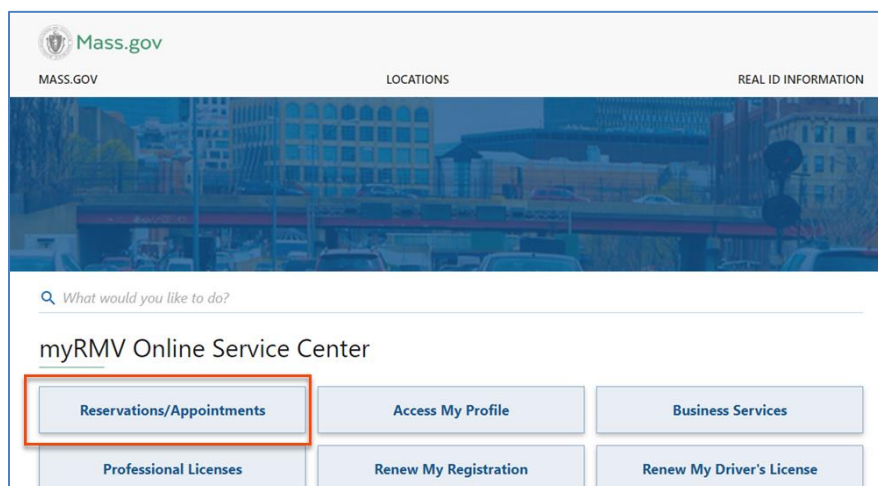 Mass.gov
MASS.GOV LOCATIONS REAL ID INFORMATION
What would you like to do?
myRMV Online Service Center
Reservations/Appointments Access My Profile Business Services
Professional Licenses Renew My Registration Renew My Driver's License